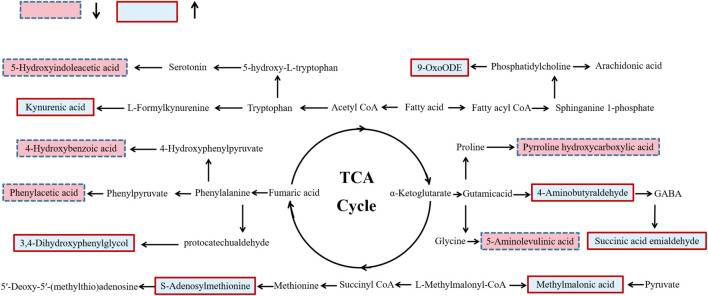 5-Hydroxyindoleacetic acid
Serotonin
5-hydroxy-L-tryptophan
9-OxoODE
Phosphatidylcholine
Arachidonic acid
Kynurenic acid
L-Formylkynurenine
Tryptophan
Acetyl CoA
Fatty acid
Fatty acyl CoA
Sphinganine 1-phosphate
4-Hydroxybenzoic acid
4-Hydroxyphenylpyruvate
Proline
Pyrroline hydroxycarboxylic acid
Phenylacetic acid
Phenylpyruvate
Phenylalanine
Fumaric acid
TCA
Cycle
α-Ketoglutarate
Gutamicacid
4-Aminobutyraldehyde
GABA
3,4-Dihydroxyphenylglycol
protocatechualdehyde
Glycine
5-Aminolevulinic acid
Succinic acid emialdehyde
5'-Deoxy-5'-(methylthio)adenosine
S-Adenosylmethionine
Methionine
Succinyl CoA
L-Methylmalonyl-CoA
Methylmalonic acid
Pyruvate